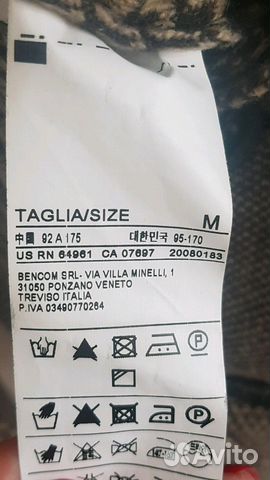 TAGLIA/SIZE M
中国 92 A 175 대한민국 95-170
US RN 64961 CA 07697 20080183
BENCOM SRL- VIA VILLA MINELLI, 1
31050 PONZANO VENETO
TREVISO ITALIA
P.IVA 03490770264
P
Avito